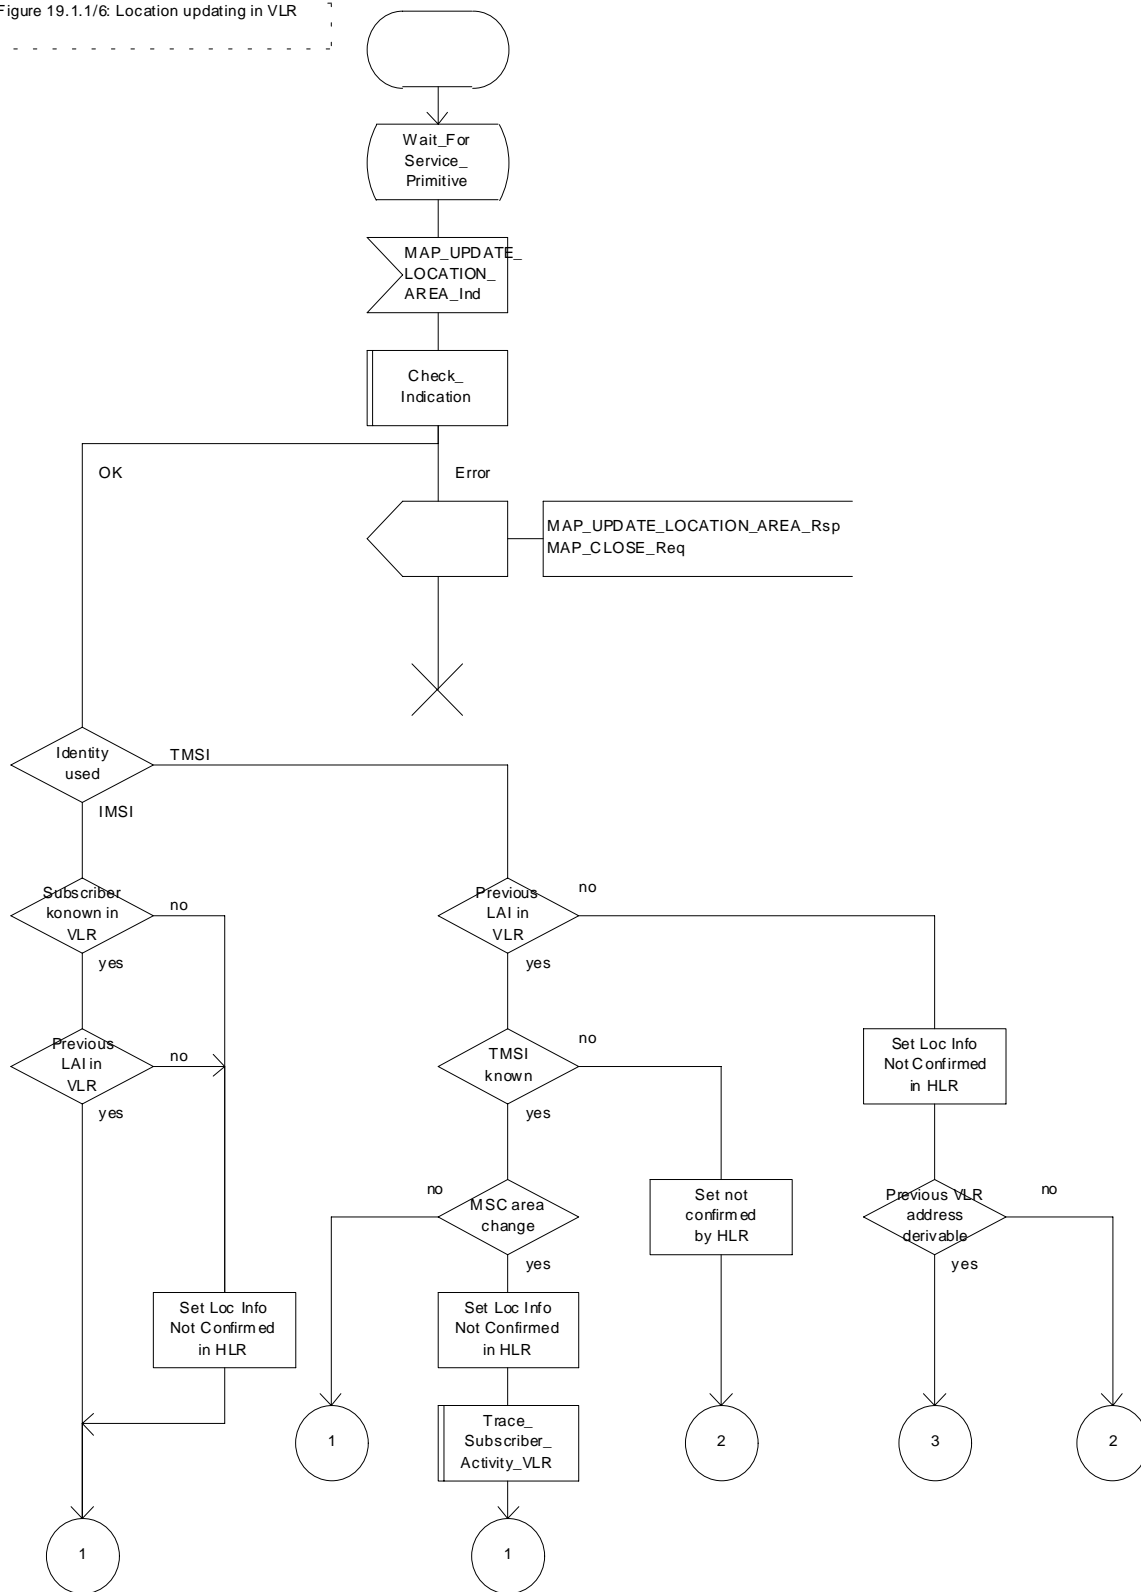 Figure 19.1.1/6: Location updating in VLR
Wait_For
Service_
Primitive
MAP_UPDATE_
LOCATION_
AREA_Ind
Check_
Indication
OK
Error
MAP_UPDATE_LOCATION_AREA_Rsp
MAP_CLOSE_Req
Identity
used
TMSI
IMSI
Subscriber
konown in
VLR
no
yes
Previous
LAI in
VLR
no
yes
Previous
LAI in
VLR
no
yes
TMSI
known
no
yes
Set Loc Info
Not Confirmed
in HLR
no
MSC area
change
yes
Set not
confirmed
by HLR
Previous VLR
address
derivable
no
yes
Set Loc Info
Not Confirmed
in HLR
Set Loc Info
Not Confirmed
in HLR
1
Trace_
Subscriber_
Activity_VLR
2
3
2
1
1